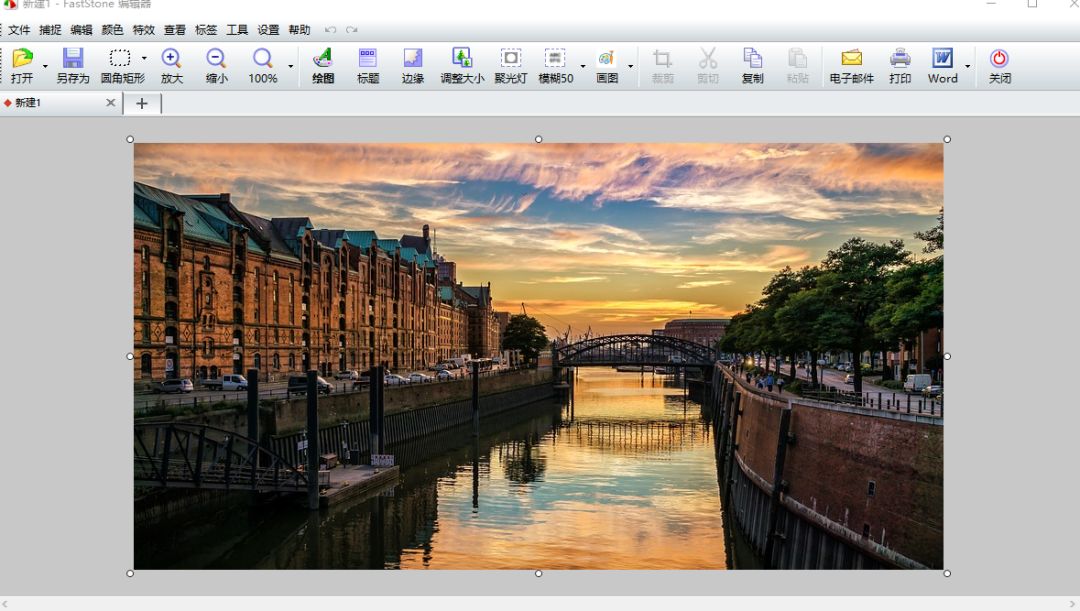 新建1 - FastStone 编辑器
文件 捕捉 编辑 颜色 特效 查看 标签 工具 设置 帮助
打开 另存为 圆角矩形 放大 缩小 100% 绘图 标题 边缘 调整大小 聚光灯 模糊50 画图 裁剪 剪切 复制 粘贴 电子邮件 打印 Word 关闭
新建1